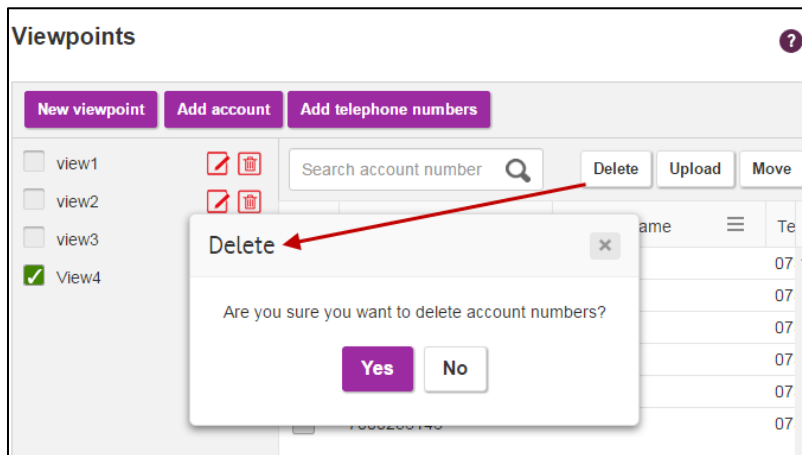 Viewpoints
?
New viewpoint Add account Add telephone numbers
view1
Search account number Delete Upload Move
view2
view3
ame Te
Delete ×
View4
07
07
Are you sure you want to delete account numbers?
07
07
Yes No
07
07